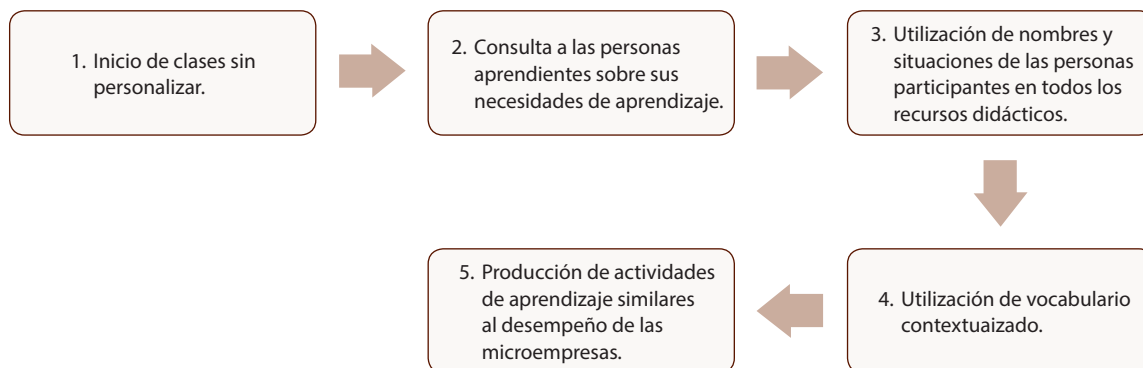 1. Inicio de clases sin
personalizar.
2. Consulta a las personas
aprendientes sobre sus
necesidades de aprendizaje.
3. Utilización de nombres y
situaciones de las personas
participantes en todos los
recursos didácticos.
4. Utilización de vocabulario
contextuaizado.
5. Producción de actividades
de aprendizaje similares
al desempeño de las
microempresas.